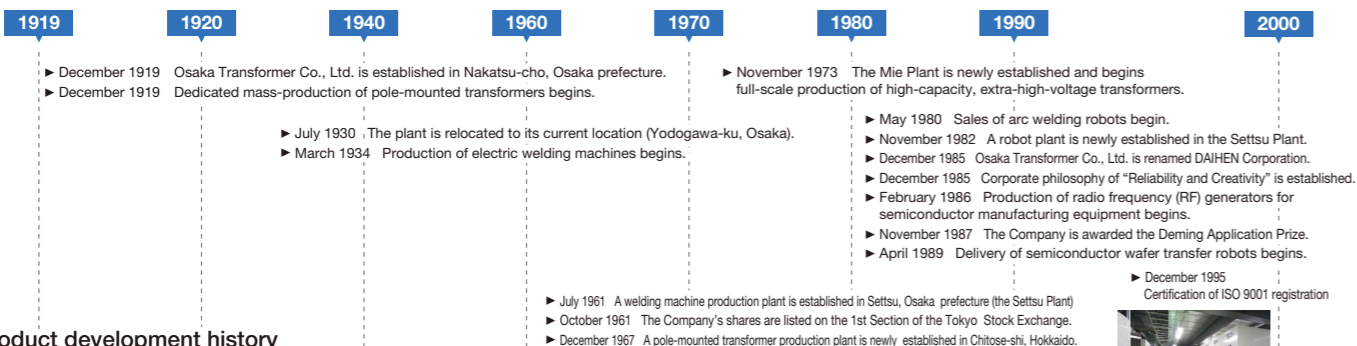 1919 1920 1940 1960 1970 1980 1990 2000
► December 1919 Osaka Transformer Co., Ltd. is established in Nakatsu-cho, Osaka prefecture.
► December 1919 Dedicated mass-production of pole-mounted transformers begins.
► November 1973 The Mie Plant is newly established and begins
full-scale production of high-capacity, extra-high-voltage transformers.
► July 1930 The plant is relocated to its current location (Yodogawa-ku, Osaka).
► March 1934 Production of electric welding machines begins.
► May 1980 Sales of arc welding robots begin.
► November 1982 A robot plant is newly established in the Settsu Plant.
► December 1985 Osaka Transformer Co., Ltd. is renamed DAIHEN Corporation.
► December 1985 Corporate philosophy of “Reliability and Creativity” is established.
► February 1986 Production of radio frequency (RF) generators for
semiconductor manufacturing equipment begins.
► November 1987 The Company is awarded the Deming Application Prize.
► April 1989 Delivery of semiconductor wafer transfer robots begins.
► December 1995
Certification of ISO 9001 registration
► July 1961 A welding machine production plant is established in Settsu, Osaka prefecture (the Settsu Plant)
► October 1961 The Company’s shares are listed on the 1st Section of the Tokyo Stock Exchange.
► December 1967 A pole-mounted transformer production plant is newly established in Chitose-shi, Hokkaido.
oduct development history